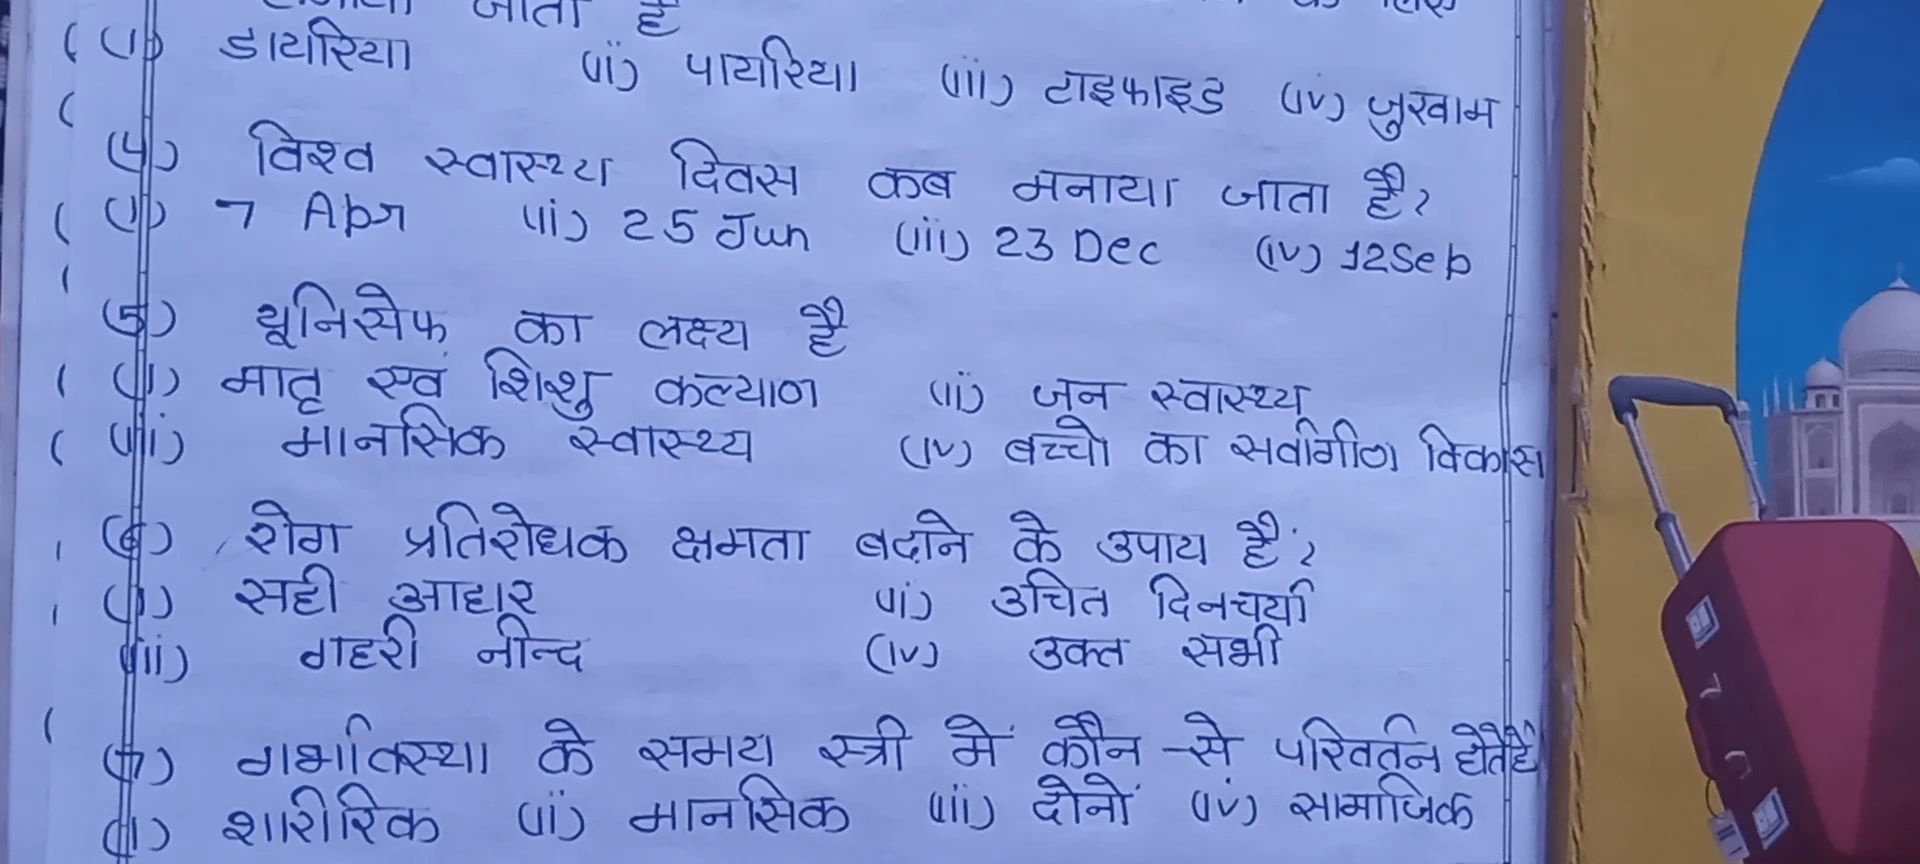 जाता है
(i) डायरिया (ii) पायरिया (iii) टाइफाइड (iv) जुखाम
(4) विश्व स्वास्थ्य दिवस कब मनाया जाता है?
(i) 7 Apr (ii) 25 Jun (iii) 23 Dec (iv) 12 Seb
(5) यूनिसेफ का लक्ष्य है
(i) मातृ एवं शिशु कल्याण (ii) जून स्वास्थ्य
(iii) मानसिक स्वास्थ्य (iv) बच्चो का सर्वागीण विकास
(6) रोग प्रतिरोधक क्षमता बढाने के उपाय है?
(i) सही आहार (ii) उचित दिनचर्या
(iii) गहरी नीन्द (iv) उक्त सभी
(7) गर्भावस्था के समय स्त्री में कौन-से परिवर्तन होते है
(i) शारीरिक (ii) मानसिक (iii) दोनों (iv) सामाजिक